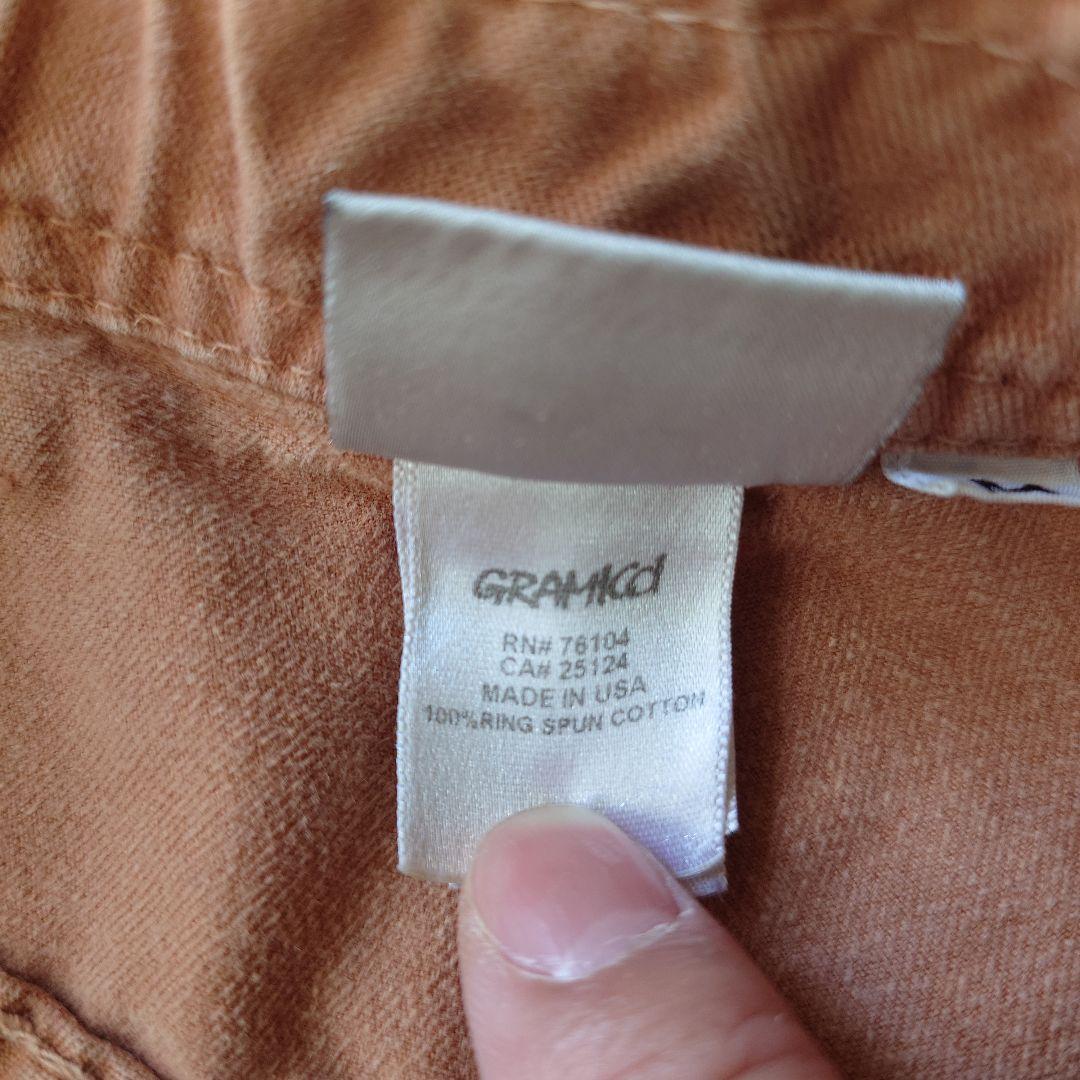 GRAMICCI
RN# 76104
CA# 25124
MADE IN USA
100%RING SPUN COTTON